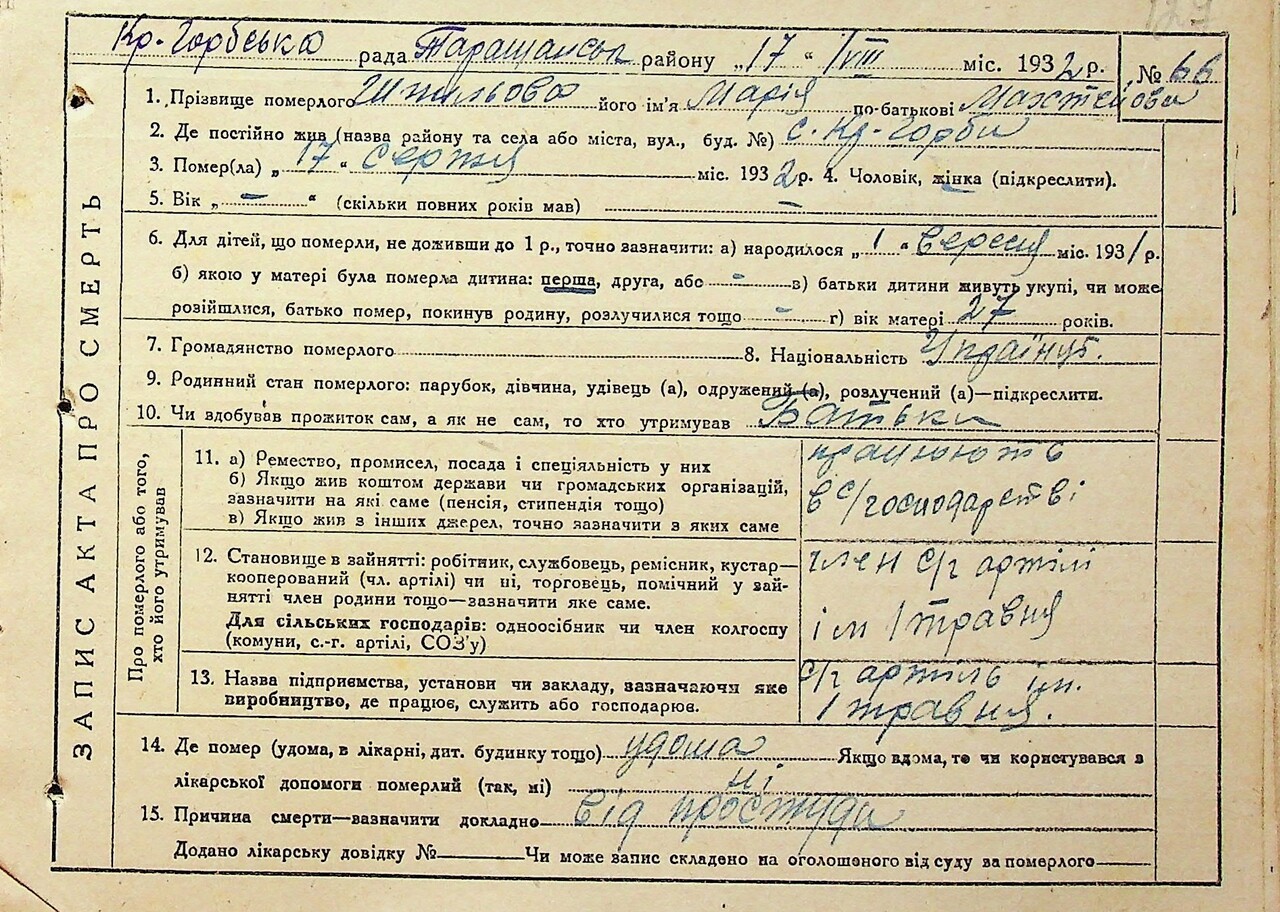 127
Кр-Горбська рада Таращанськ району „17“ /VIII міс. 1932 р. № 66
1. Прізвище померлого Шпильова його ім'я Марія по-батькові
2. Де постійно жив (назва району та села або міста, вул., буд. №) с. Кр-Горби
3. Помер(ла) „17“ серпня міс. 1932 р. 4. Чоловік, жінка (підкреслити).
5. Вік „ – “ (скільки повних років мав) –
6. Для дітей, що померли, не доживши до 1 р., точно зазначити: а) народилося „1“ вересня міс. 1931 р.
б) якою у матері була померла дитина: перша, друга, або – в) батьки дитини живуть укупі, чи може
розійшлися, батько помер, покинув родину, розлучилися тощо – г) вік матері 27 років.
7. Громадянство померлого 8. Національність Українц.
9. Родинний стан померлого: парубок, дівчина, удівець (а), одружений (а), розлучений (а)—підкреслити.
10. Чи здобував прожиток сам, а як не сам, то хто утримував Батьки
ЗАПИС АКТА ПРО СМЕРТЬ
Про померлого або того,
хто його утримував
11. а) Ремество, промисел, посада і спеціяльність у них
б) Якщо жив коштом держави чи громадських організацій,
зазначити на які саме (пенсія, стипендія тощо)
в) Якщо жив з інших джерел, точно зазначити з яких саме
працюють
в с/господарстві
12. Становище в зайнятті: робітник, службовець, ремісник, кустар—
кооперований (чл. артілі) чи ні, торговець, помічний у зай-
нятті член родини тощо—зазначити яке саме.
Для сільських господарів: одноосібник чи член колгоспу
(комуни, с.-г. артілі, СОЗ'у)
член с/г артілі
ім 1 травня
13. Назва підприємства, установи чи закладу, зазначаючи яке
виробництво, де працює, служить або господарює.
с/г артіль ім.
1 травня.
14. Де помер (удома, в лікарні, дит. будинку тощо) удома Якщо вдома, то чи користувався з
лікарської допомоги померлий (так, ні) ні
15. Причина смерти—зазначити докладно від простуди
Додано лікарську довідку № Чи може запис складено на оголошеного від суду за померлого